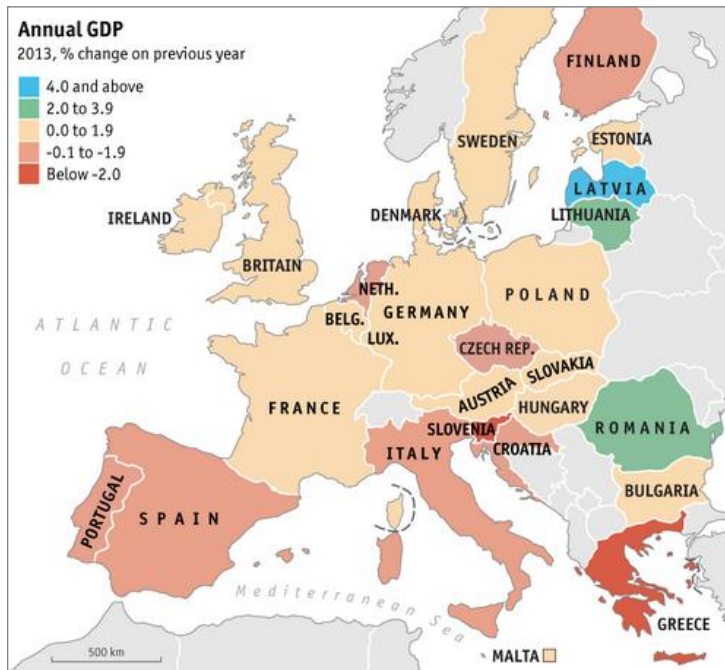 Annual GDP
2013, % change on previous year
4.0 and above
2.0 to 3.9
0.0 to 1.9
-0.1 to -1.9
Below -2.0
FINLAND
SWEDEN
ESTONIA
LATVIA
LITHUANIA
DENMARK
IRELAND
BRITAIN
NETH.
GERMANY
POLAND
BELG.
LUX.
CZECH REP.
SLOVAKIA
AUSTRIA
HUNGARY
FRANCE
SLOVENIA
CROATIA
ROMANIA
ITALY
BULGARIA
PORTUGAL
SPAIN
GREECE
MALTA
ATLANTIC
OCEAN
Mediterranean Sea
500 km